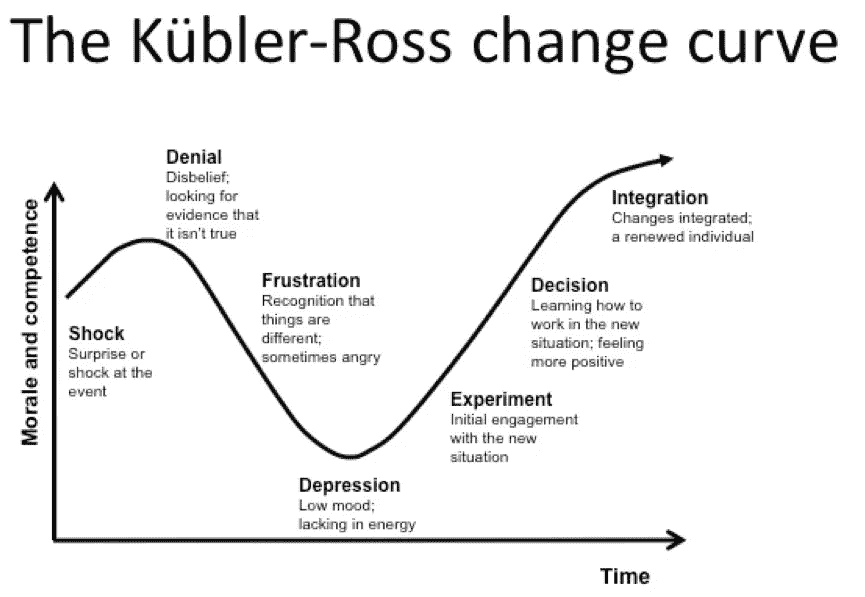 The Kübler-Ross change curve
Morale and competence
Shock
Surprise or
shock at the
event
Denial
Disbelief;
looking for
evidence that
it isn't true
Frustration
Recognition that
things are
different;
sometimes angry
Depression
Low mood;
lacking in energy
Experiment
Initial engagement
with the new
situation
Decision
Learning how to
work in the new
situation; feeling
more positive
Integration
Changes integrated;
a renewed individual
Time